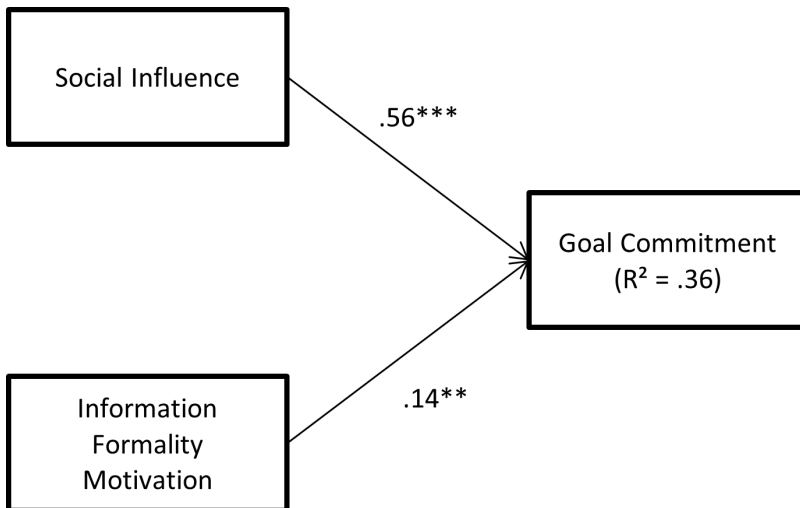 Social Influence
.56***
Goal Commitment
(R² = .36)
.14**
Information
Formality
Motivation